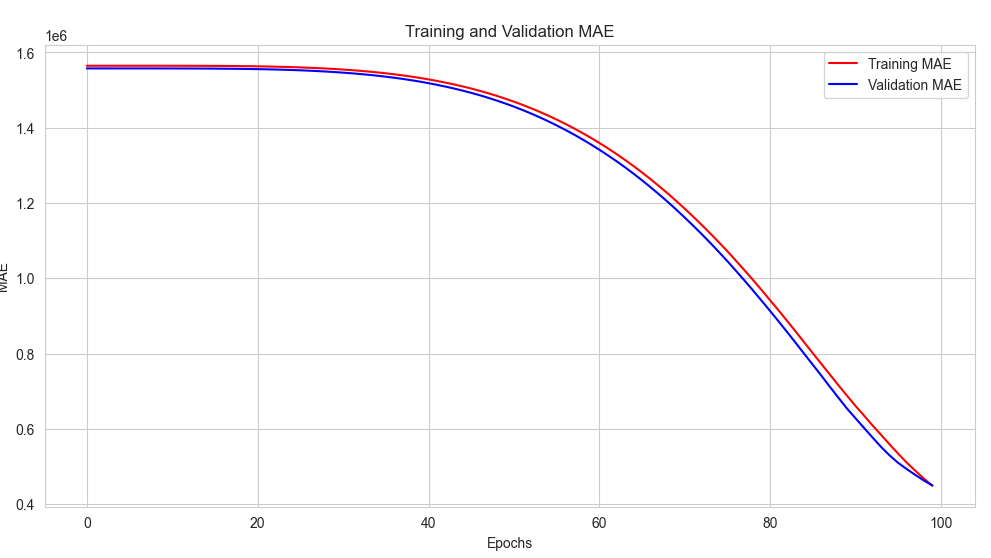 Training and Validation MAE
1e6
1.6
1.4
1.2
1.0
0.8
0.6
0.4
MAE
Training MAE
Validation MAE
0
20
40
60
80
100
Epochs